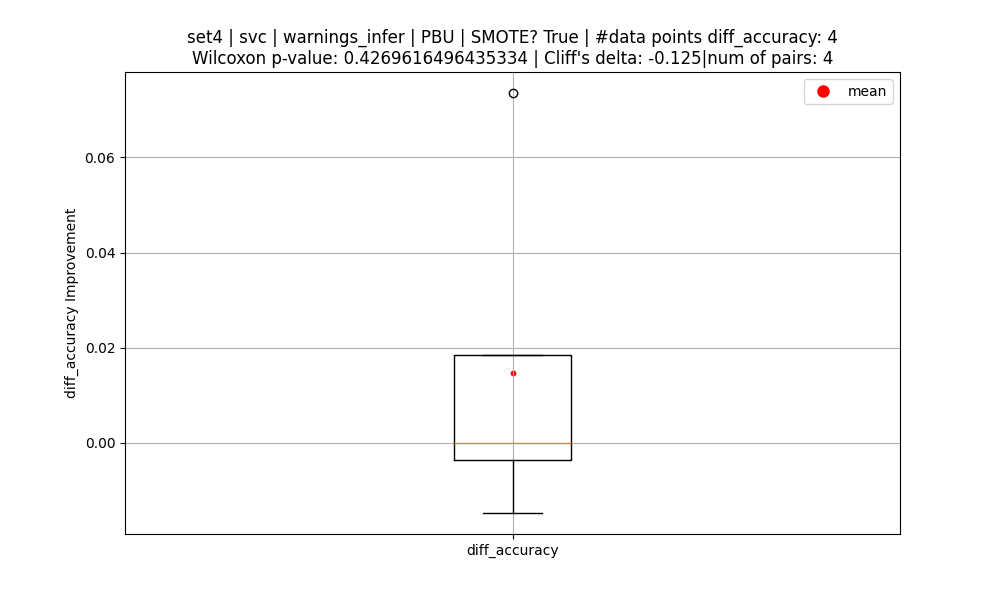 set4 | svc | warnings_infer | PBU | SMOTE? True | #data points diff_accuracy: 4
Wilcoxon p-value: 0.4269616496435334 | Cliff's delta: -0.125|num of pairs: 4
mean
0.06
0.04
0.02
0.00
diff_accuracy Improvement
diff_accuracy